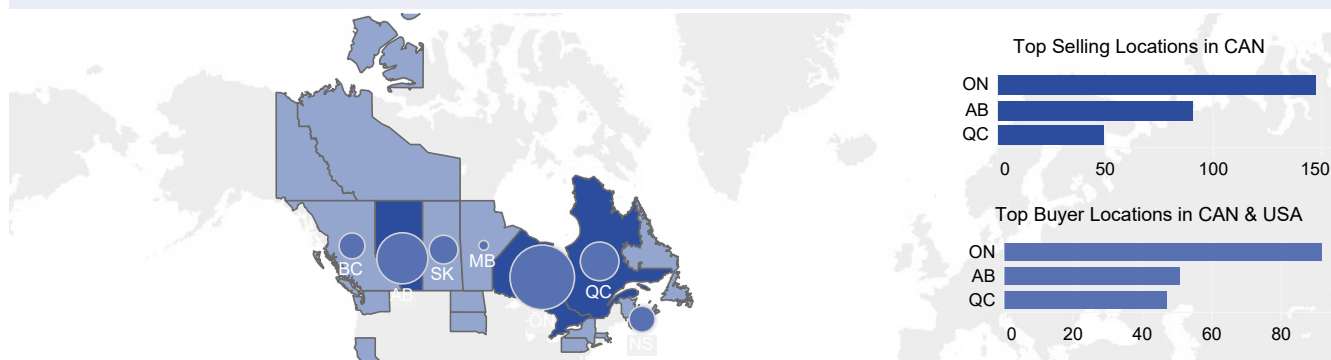 BC
AB
SK
MB
ON
QC
NS
Top Selling Locations in CAN
ON
AB
QC
0 50 100 150
Top Buyer Locations in CAN & USA
ON
AB
QC
0 20 40 60 80